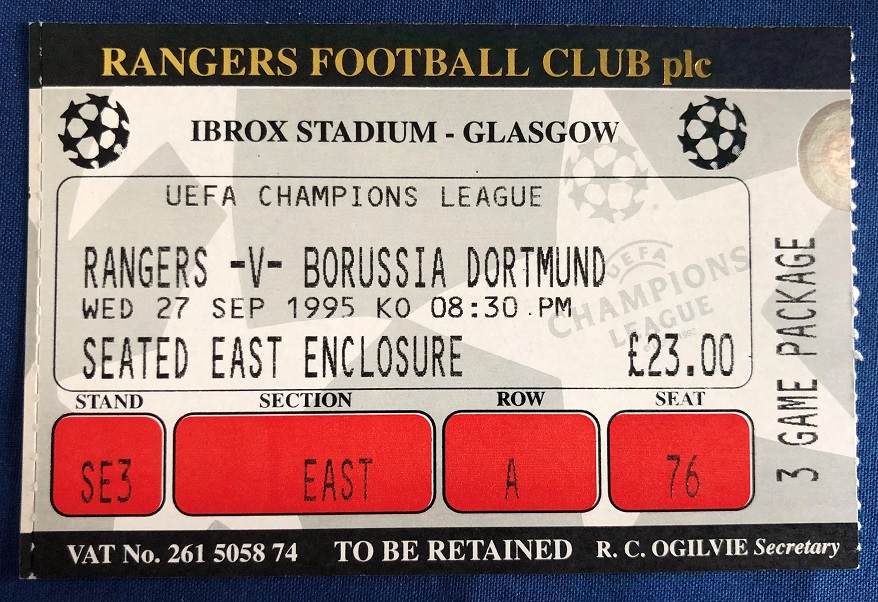 RANGERS FOOTBALL CLUB plc
IBROX STADIUM - GLASGOW
UEFA CHAMPIONS LEAGUE
RANGERS -V- BORUSSIA DORTMUND
WED 27 SEP 1995 KO 08:30.PM
SEATED EAST ENCLOSURE £23.00
UEFA
CHAMPIONS
LEAGUE
3 GAME PACKAGE
STAND SECTION ROW SEAT
SE3 EAST A 76
VAT No. 261 5058 74 TO BE RETAINED R. C. OGILVIE Secretary